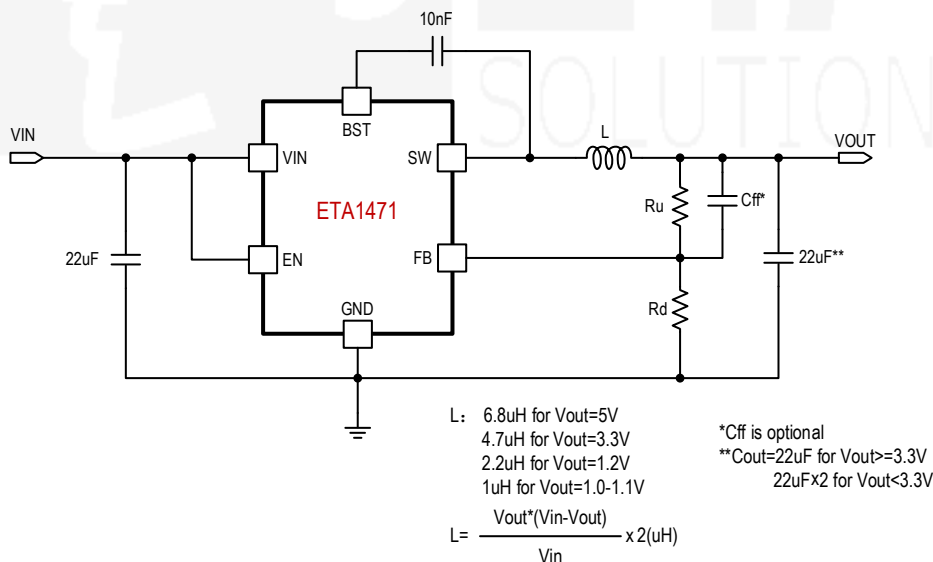 10nF
SOLUTION
BST
VIN
VIN
SW
L
VOUT
ETA1471
Ru
Cff*
22uF
EN
FB
22uF**
GND
Rd
L: 6.8uH for Vout=5V
4.7uH for Vout=3.3V
2.2uH for Vout=1.2V
1uH for Vout=1.0-1.1V
*Cff is optional
**Cout=22uF for Vout>=3.3V
22uFx2 for Vout<3.3V
L= Vout*(Vin-Vout) x 2(uH)
Vin